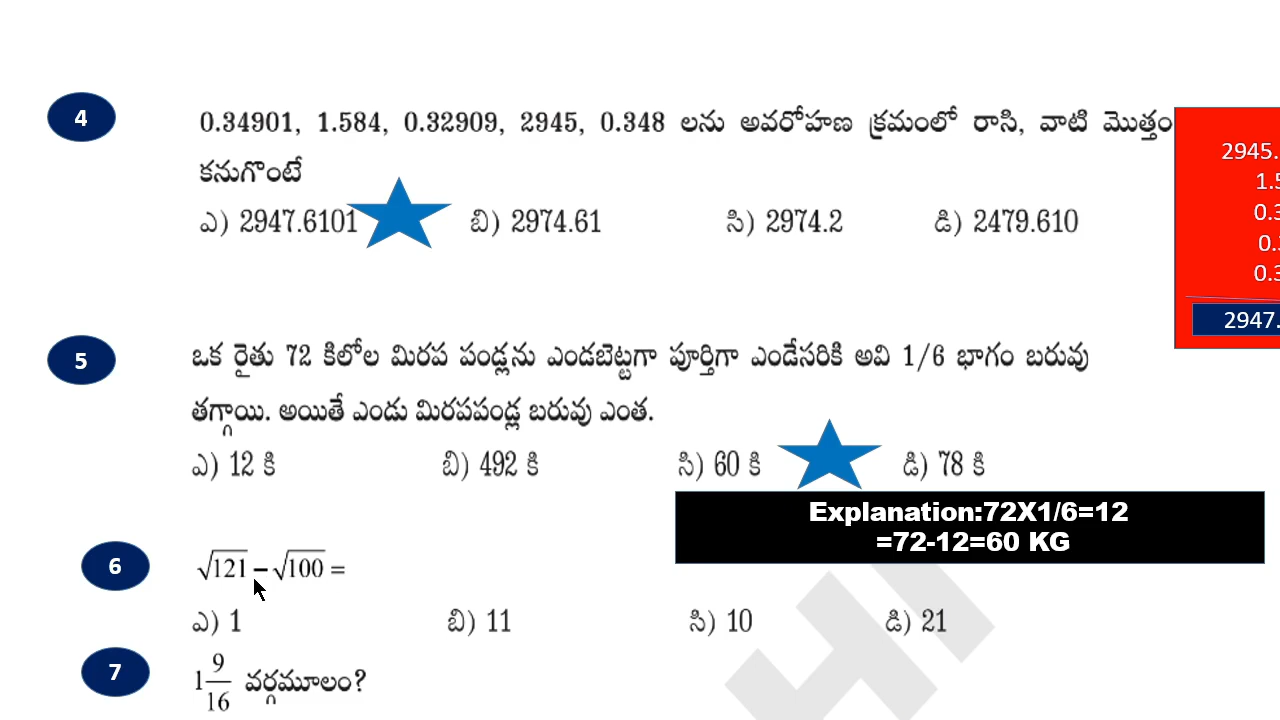 4
0.34901, 1.584, 0.32909, 2945, 0.348 లను అవరోహణ క్రమంలో రాసి, వాటి మొత్తం
కనుగొంటే
ఎ) 2947.6101 బి) 2974.61 సి) 2974.2 డి) 2479.610
2945.
1.5
0.3
0.3
2947.
5
ఒక రైతు 72 కిలోల మిరప పండ్లను ఎండబెట్టగా పూర్తిగా ఎండేసరికి అవి 1/6 భాగం బరువు
తగ్గాయి. అయితే ఎండు మిరపపండ్ల బరువు ఎంత.
ఎ) 12 కి బి) 492 కి సి) 60 కి డి) 78 కి
Explanation:72X1/6=12
=72-12=60 KG
6
√121 – √100 =
ఎ) 1 బి) 11 సి) 10 డి) 21
7
1 9/16 వర్గమూలం?